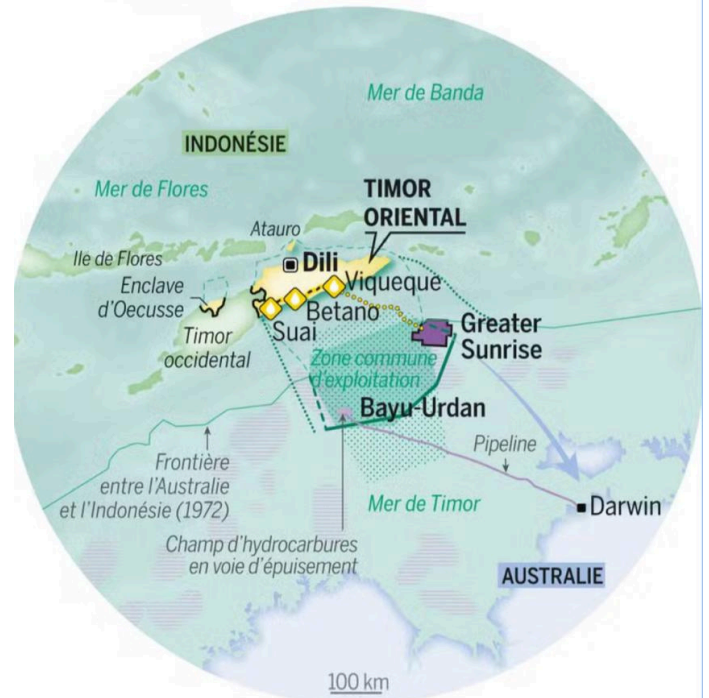 Mer de Banda
INDONÉSIE
Mer de Flores
TIMOR
ORIENTAL
Atauro
Ile de Flores
Dili
Enclave
d'Oecusse
Viqueque
Betano
Suai
Timor
occidental
Greater
Sunrise
Zone commune
d'exploitation
Bayu-Urdan
Pipeline
Frontière
entre l'Australie
et l'Indonésie (1972)
Mer de Timor
Darwin
Champ d'hydrocarbures
en voie d'épuisement
AUSTRALIE
100 km